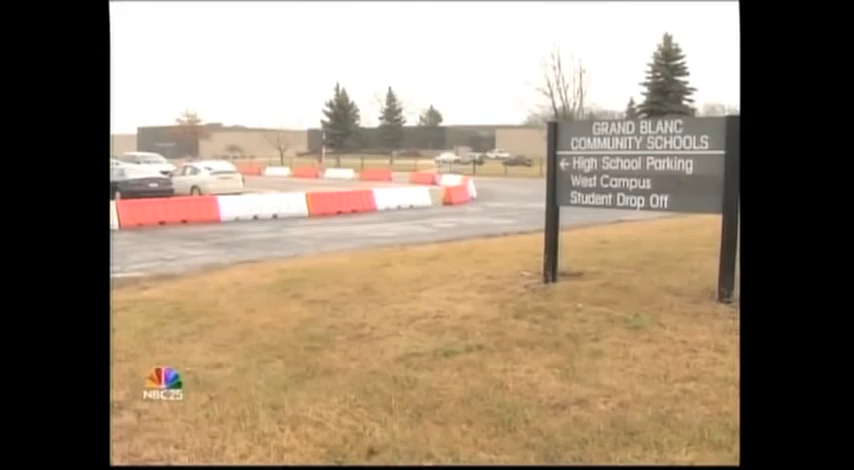 GRAND BLANC
COMMUNITY SCHOOLS
← High School Parking
West Campus
Student Drop Off
NBC25